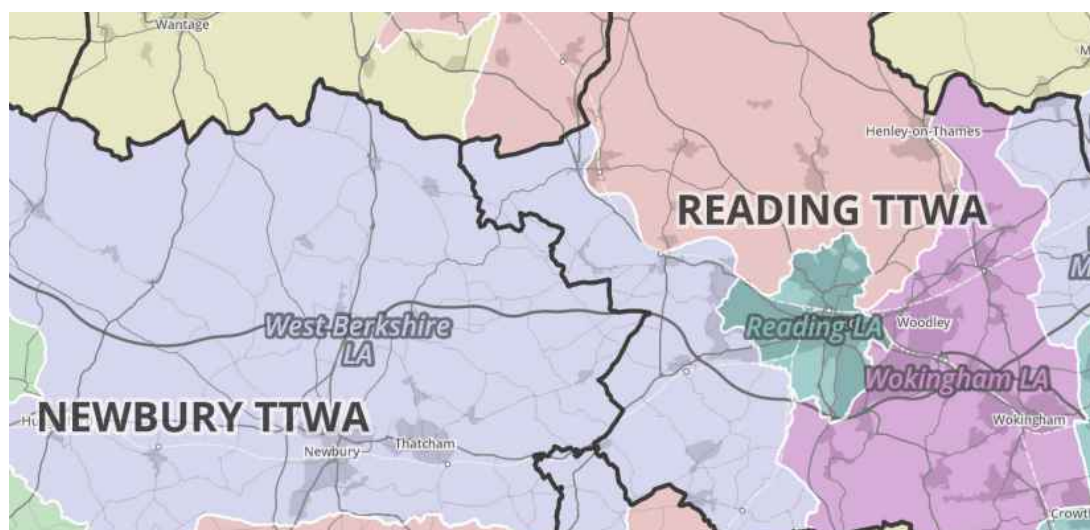 Wantage
Henley-on-Thames
READING TTWA
West Berkshire
LA
Reading LA
Woodley
Wokingham LA
NEWBURY TTWA
Wokingham
Thatcham
Newbury